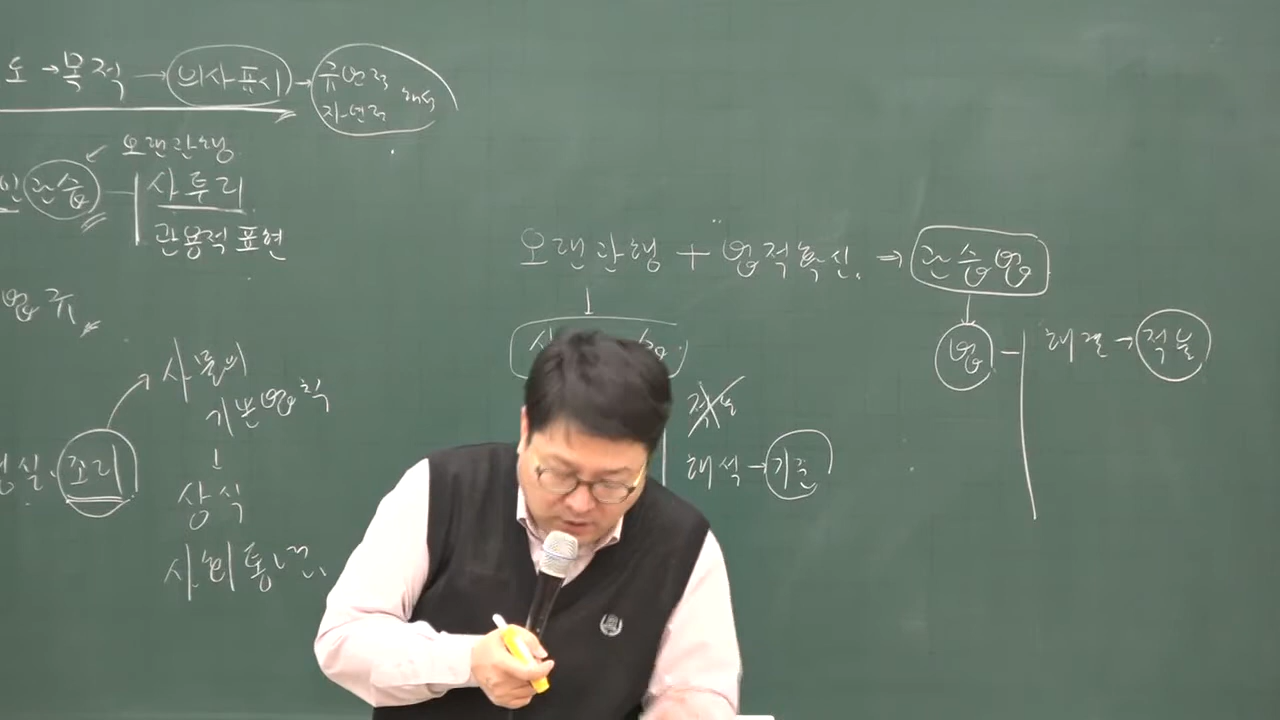 도 → 목적 → 의사표시 → 규범적
자연적 해석
오랜관행
인 관습 사투리
관용적 표현
오랜관행 + 법적확신. ⇒ 관습법
법규
법 해결 → 적용
사물의
기본법칙
해석 → 기준
성실. 조리
↓
상식
사회통념.